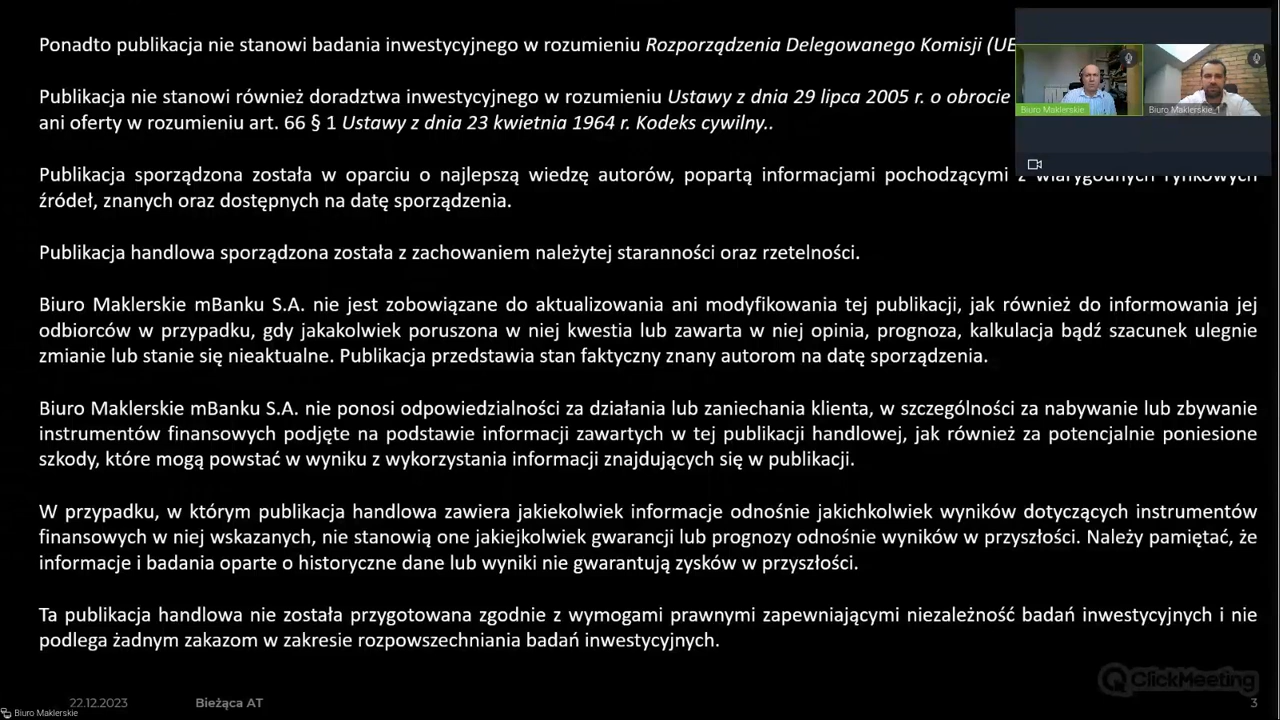 Ponadto publikacja nie stanowi badania inwestycyjnego w rozumieniu Rozporządzenia Delegowanego Komisji (UE
Publikacja nie stanowi również doradztwa inwestycyjnego w rozumieniu Ustawy z dnia 29 lipca 2005 r. o obrocie
ani oferty w rozumieniu art. 66 § 1 Ustawy z dnia 23 kwietnia 1964 r. Kodeks cywilny..
Publikacja sporządzona została w oparciu o najlepszą wiedzę autorów, popartą informacjami pochodzącymi z wiarygodnych rynkowych
źródeł, znanych oraz dostępnych na datę sporządzenia.
Publikacja handlowa sporządzona została z zachowaniem należytej staranności oraz rzetelności.
Biuro Maklerskie mBanku S.A. nie jest zobowiązane do aktualizowania ani modyfikowania tej publikacji, jak również do informowania jej
odbiorców w przypadku, gdy jakakolwiek poruszona w niej kwestia lub zawarta w niej opinia, prognoza, kalkulacja bądź szacunek ulegnie
zmianie lub stanie się nieaktualne. Publikacja przedstawia stan faktyczny znany autorom na datę sporządzenia.
Biuro Maklerskie mBanku S.A. nie ponosi odpowiedzialności za działania lub zaniechania klienta, w szczególności za nabywanie lub zbywanie
instrumentów finansowych podjęte na podstawie informacji zawartych w tej publikacji handlowej, jak również za potencjalnie poniesione
szkody, które mogą powstać w wyniku z wykorzystania informacji znajdujących się w publikacji.
W przypadku, w którym publikacja handlowa zawiera jakiekolwiek informacje odnośnie jakichkolwiek wyników dotyczących instrumentów
finansowych w niej wskazanych, nie stanowią one jakiejkolwiek gwarancji lub prognozy odnośnie wyników w przyszłości. Należy pamiętać, że
informacje i badania oparte o historyczne dane lub wyniki nie gwarantują zysków w przyszłości.
Ta publikacja handlowa nie została przygotowana zgodnie z wymogami prawnymi zapewniającymi niezależność badań inwestycyjnych i nie
podlega żadnym zakazom w zakresie rozpowszechniania badań inwestycyjnych.
Biuro Maklerskie
Biuro Maklerskie_1
ClickMeeting
22.12.2023
Bieżąca AT
3
Biuro Maklerskie